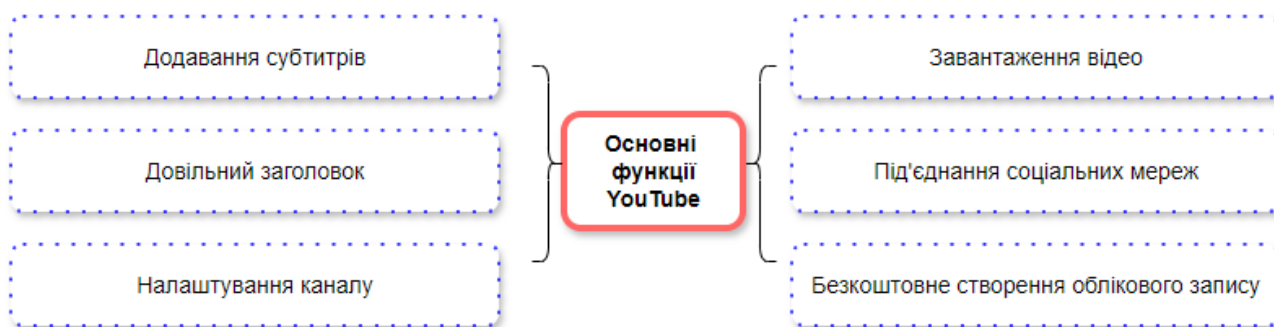 Додавання субтитрів
Довільний заголовок
Налаштування каналу
Основні
функції
YouTube
Завантаження відео
Під'єднання соціальних мереж
Безкоштовне створення облікового запису